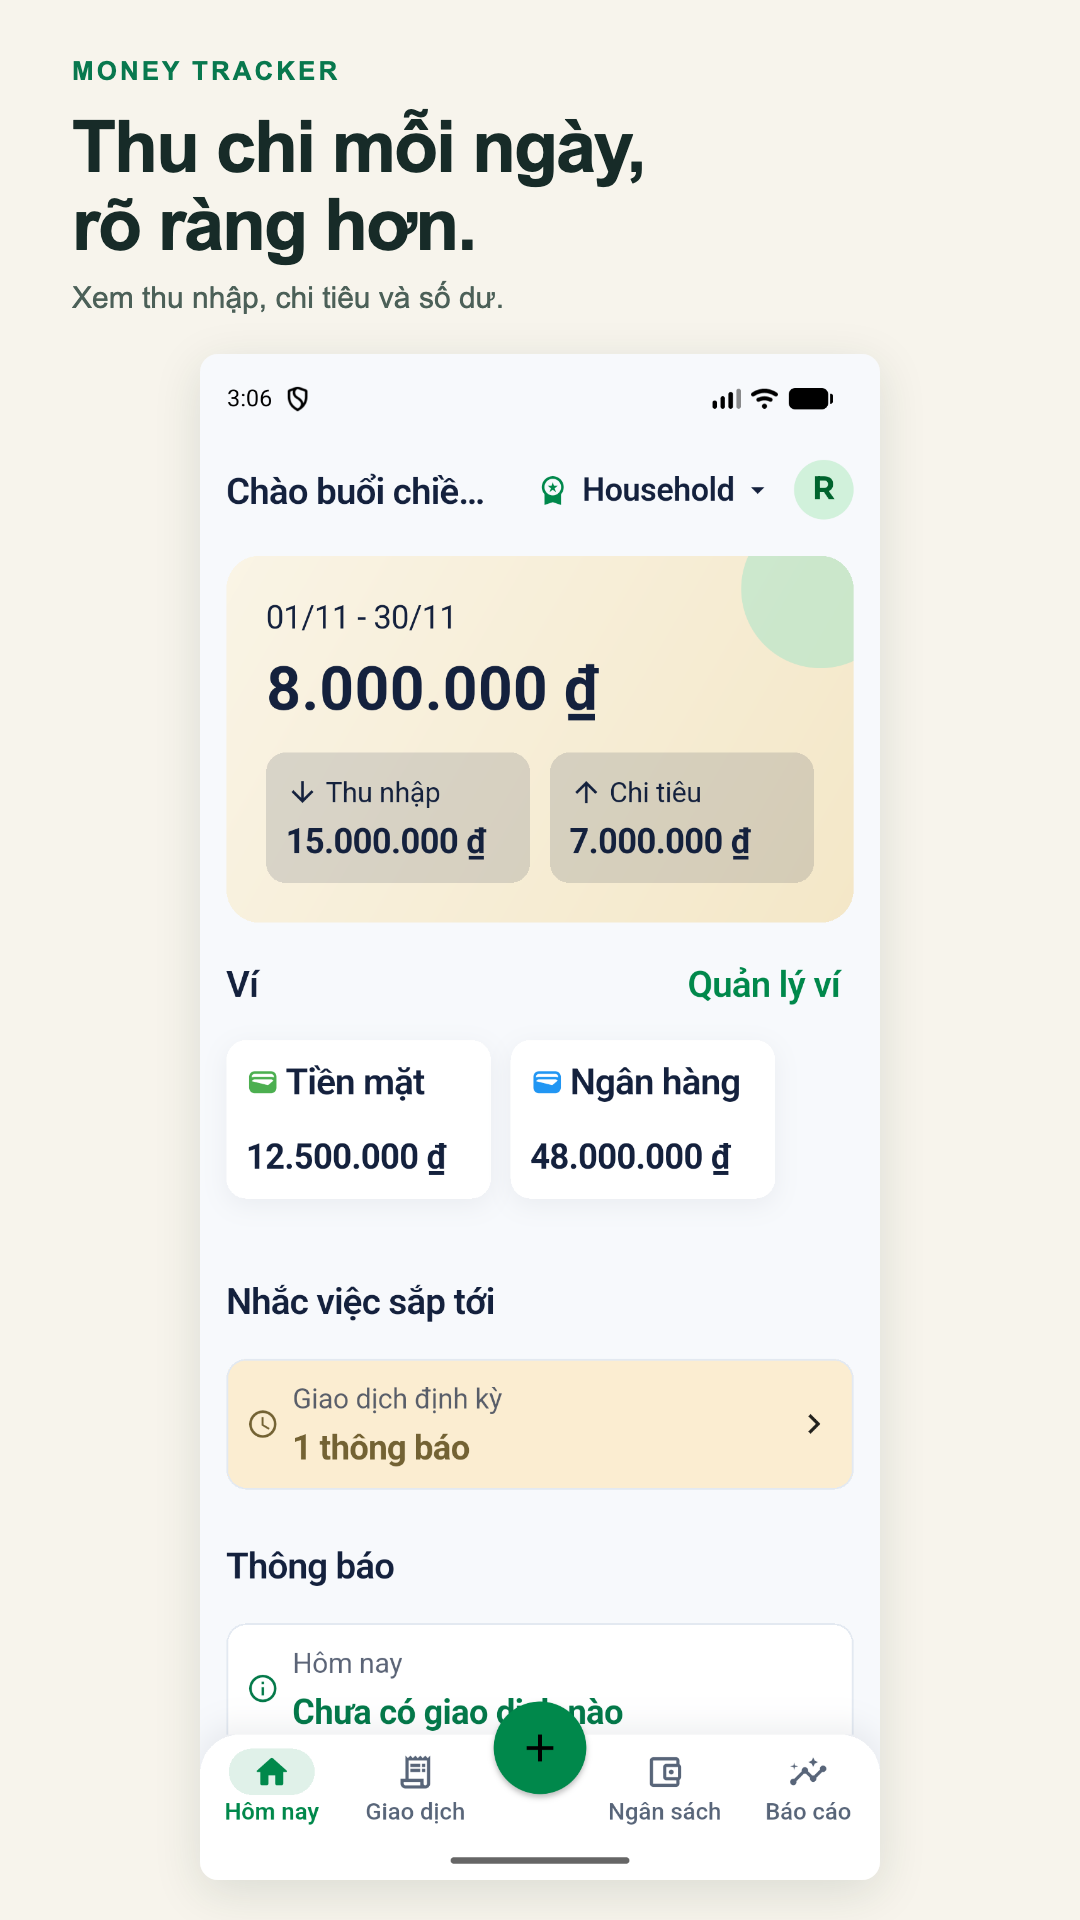 MONEY TRACKER
Thu chi mỗi ngày,
rõ ràng hơn.
Xem thu nhập, chi tiêu và số dư.
3:06
Chào buổi chiề...
Household
R
01/11 - 30/11
8.000.000 ₫
Thu nhập
15.000.000 ₫
Chi tiêu
7.000.000 ₫
Ví
Quản lý ví
Tiền mặt
12.500.000 ₫
Ngân hàng
48.000.000 ₫
Nhắc việc sắp tới
Giao dịch định kỳ
1 thông báo
Thông báo
Hôm nay
Chưa có giao dịch nào
Hôm nay
Giao dịch
Ngân sách
Báo cáo